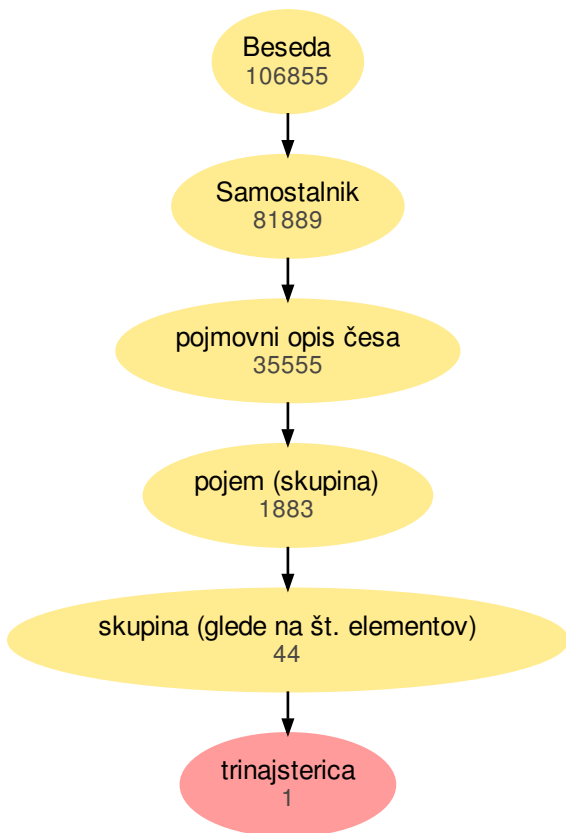 Beseda
106855
Samostalnik
81889
pojmovni opis česa
35555
pojem (skupina)
1883
skupina (glede na št. elementov)
44
trinajsterica
1